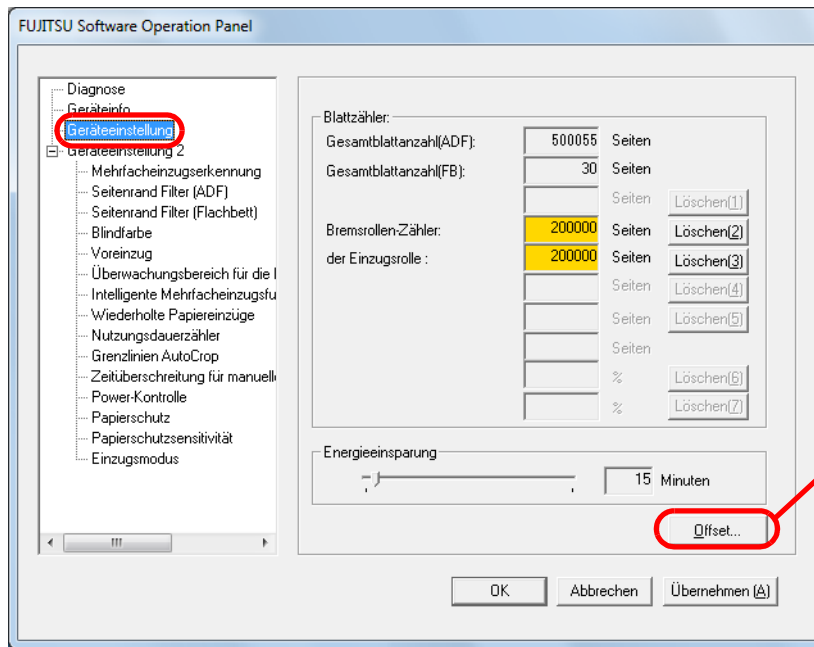 FUJITSU Software Operation Panel
Diagnose
Geräteinfo
Geräteeinstellung
Geräteeinstellung 2
Mehrfacheinzugserkennung
Seitenrand Filter (ADF)
Seitenrand Filter (Flachbett)
Blindfarbe
Voreinzug
Überwachungsbereich für die I
Intelligente Mehrfacheinzugsfu
Wiederholte Papiereinzüge
Nutzungsdauerzähler
Grenzlinien AutoCrop
Zeitüberschreitung für manuelle
Power-Kontrolle
Papierschutz
Papierschutzsensitivität
Einzugsmodus
Blattzähler:
Gesamtblattanzahl(ADF): 500055 Seiten
Gesamtblattanzahl(FB): 30 Seiten
Seiten Löschen(1)
Bremsrollen-Zähler: 200000 Seiten Löschen(2)
der Einzugsrolle : 200000 Seiten Löschen(3)
Seiten Löschen(4)
Seiten Löschen(5)
Seiten
% Löschen(6)
% Löschen(7)
Energieeinsparung
15 Minuten
Offset...
OK Abbrechen Übernehmen (A)